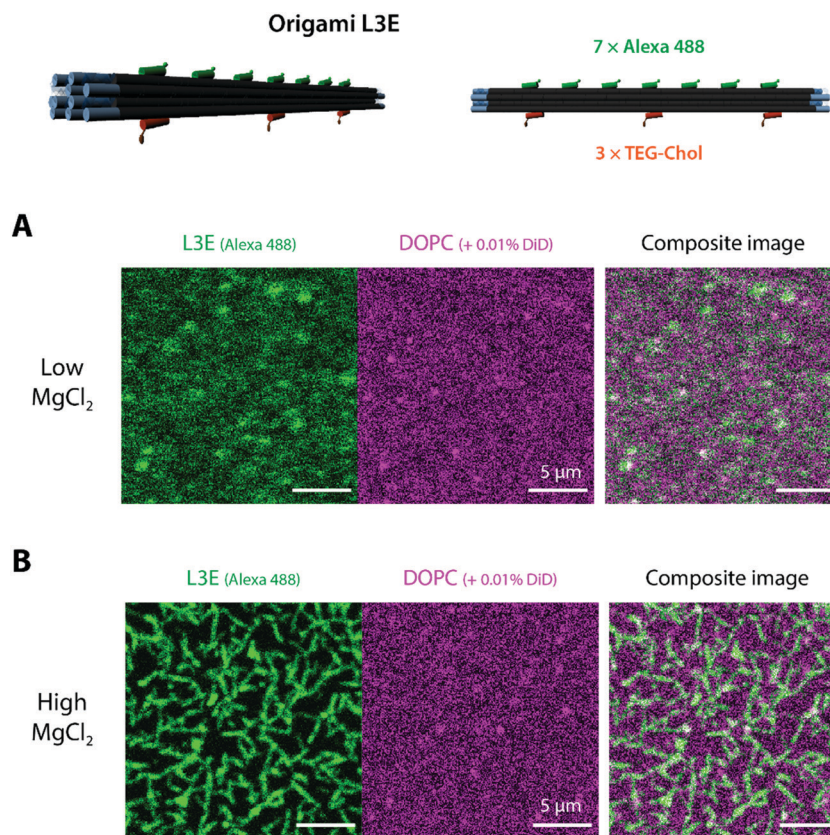 Origami L3E
7 × Alexa 488
3 × TEG-Chol
A
L3E (Alexa 488)
DOPC (+ 0.01% DiD)
Composite image
Low
MgCl₂
5 μm
B
L3E (Alexa 488)
DOPC (+ 0.01% DiD)
Composite image
High
MgCl₂
5 μm